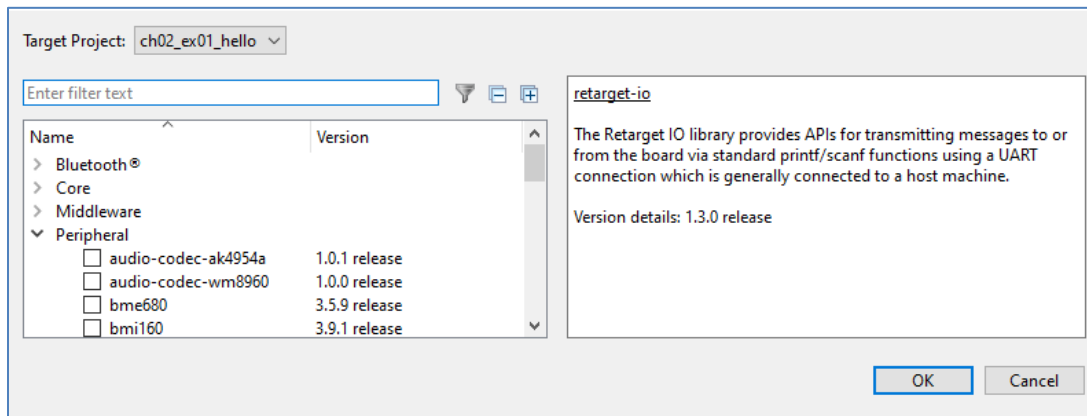 Target Project: ch02_ex01_hello
Enter filter text
Name Version
Bluetooth®
Core
Middleware
Peripheral
audio-codec-ak4954a 1.0.1 release
audio-codec-wm8960 1.0.0 release
bme680 3.5.9 release
bmi160 3.9.1 release
retarget-io
The Retarget IO library provides APIs for transmitting messages to or
from the board via standard printf/scanf functions using a UART
connection which is generally connected to a host machine.
Version details: 1.3.0 release
OK Cancel